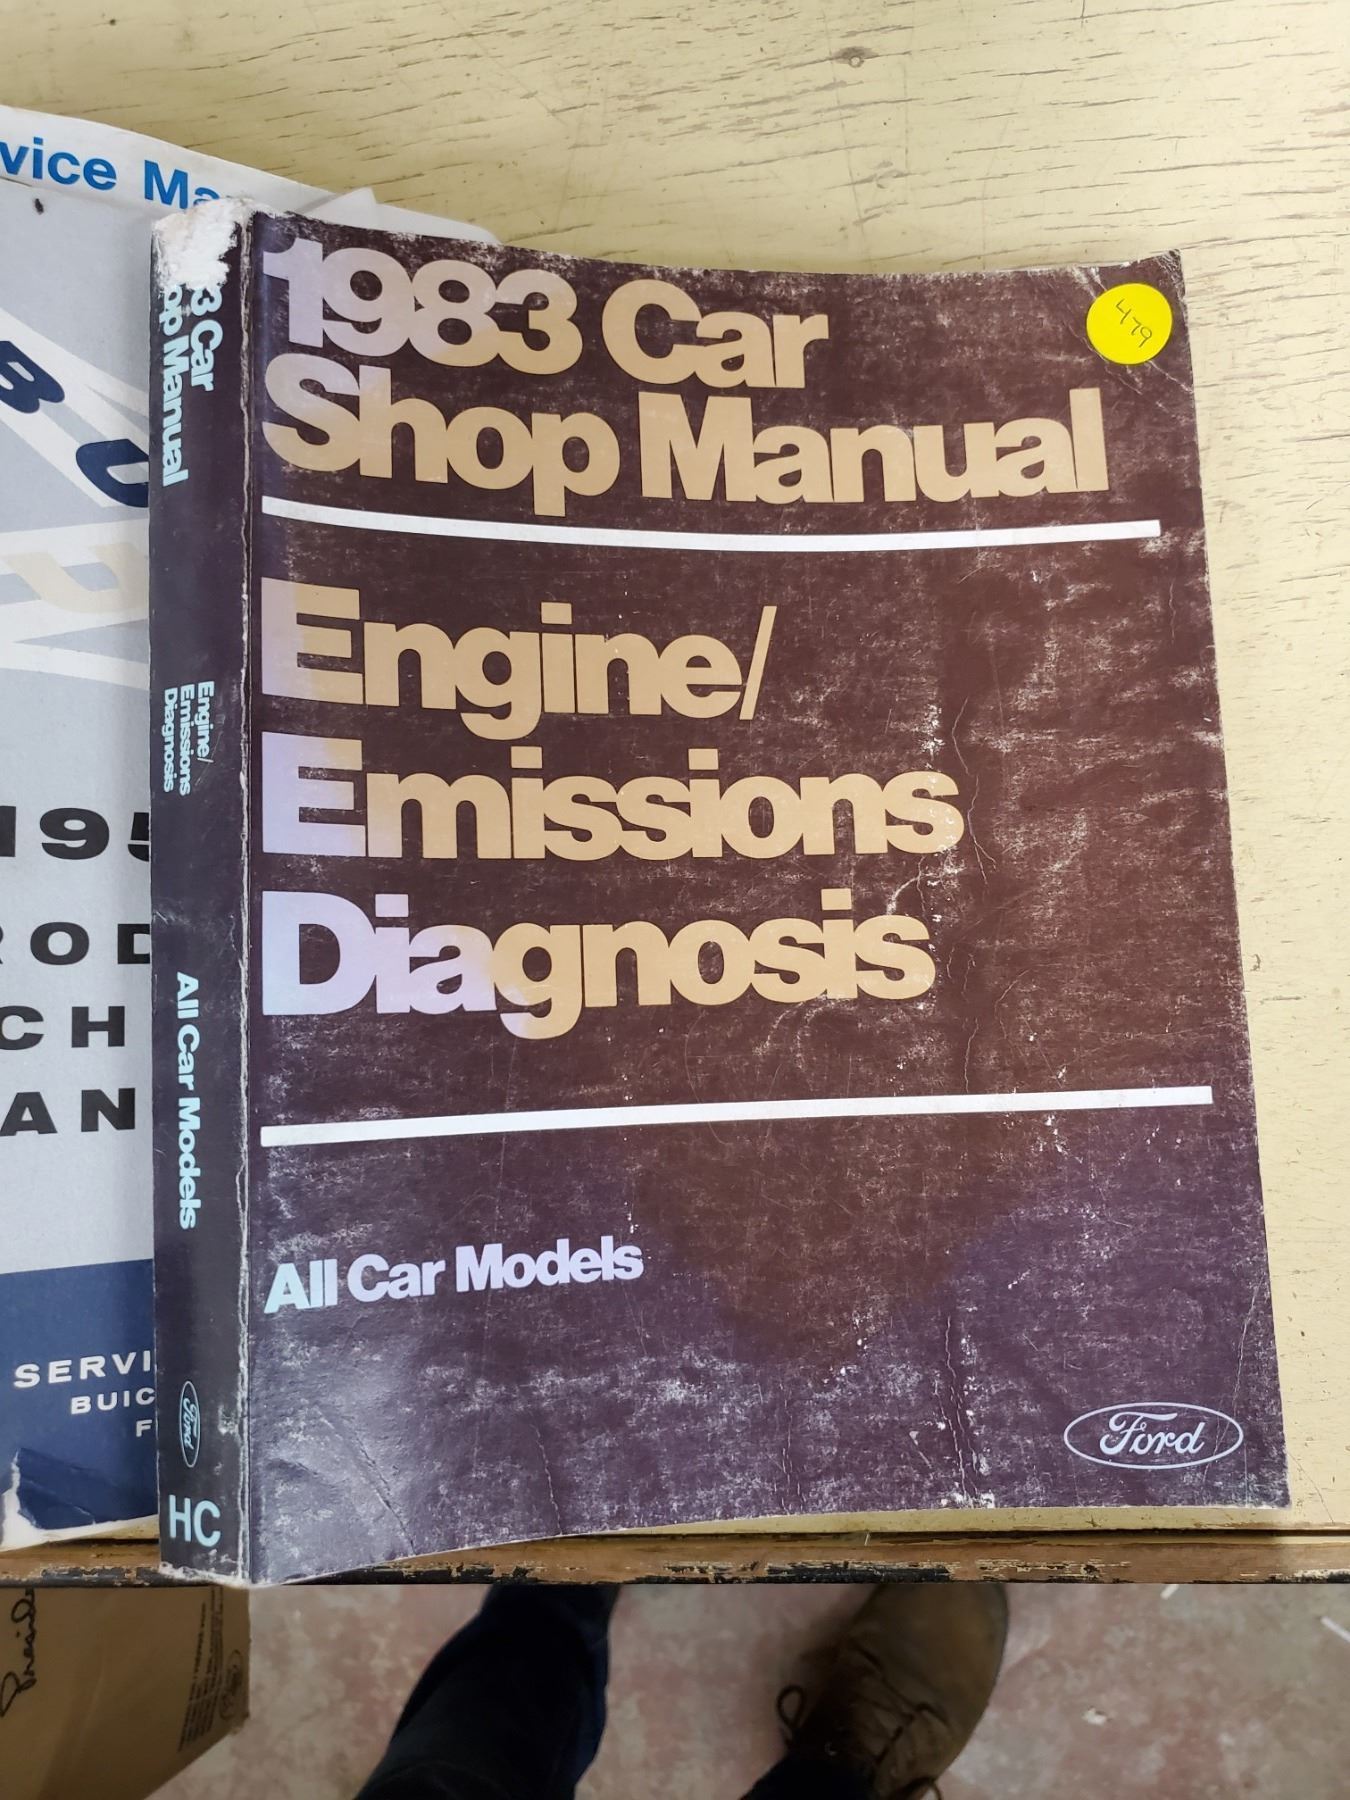 1983 Car
Shop Manual
479
Engine/
Emissions
Diagnosis
All Car Models
Ford
3 Car
op Manual
Engine/
Emissions
Diagnosis
All Car Models
Ford
HC
vice Ma
195
ROD
CH
AN
SERVI
BUIC
F